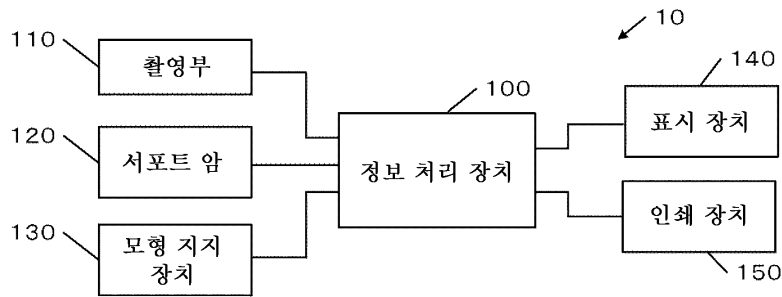 10
110
촬영부
120
서포트 암
130
모형 지지
장치
100
정보 처리 장치
140
표시 장치
인쇄 장치
150